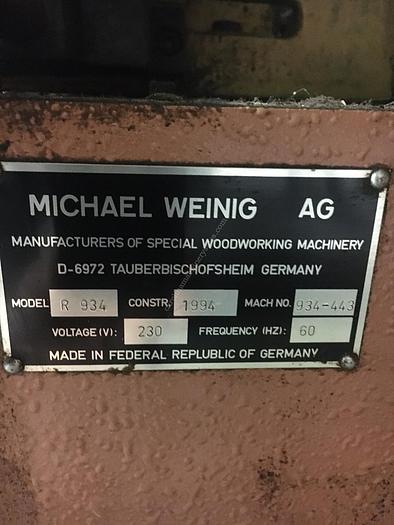 MICHAEL WEINIG AG
MANUFACTURERS OF SPECIAL WOODWORKING MACHINERY
D-6972 TAUBERBISCHOFSHEIM GERMANY
MODEL R 934 CONSTR. 1994 MACH NO. 934-443
VOLTAGE (V): 230 FREQUENCY (HZ): 60
MADE IN FEDERAL REPUBLIC OF GERMANY